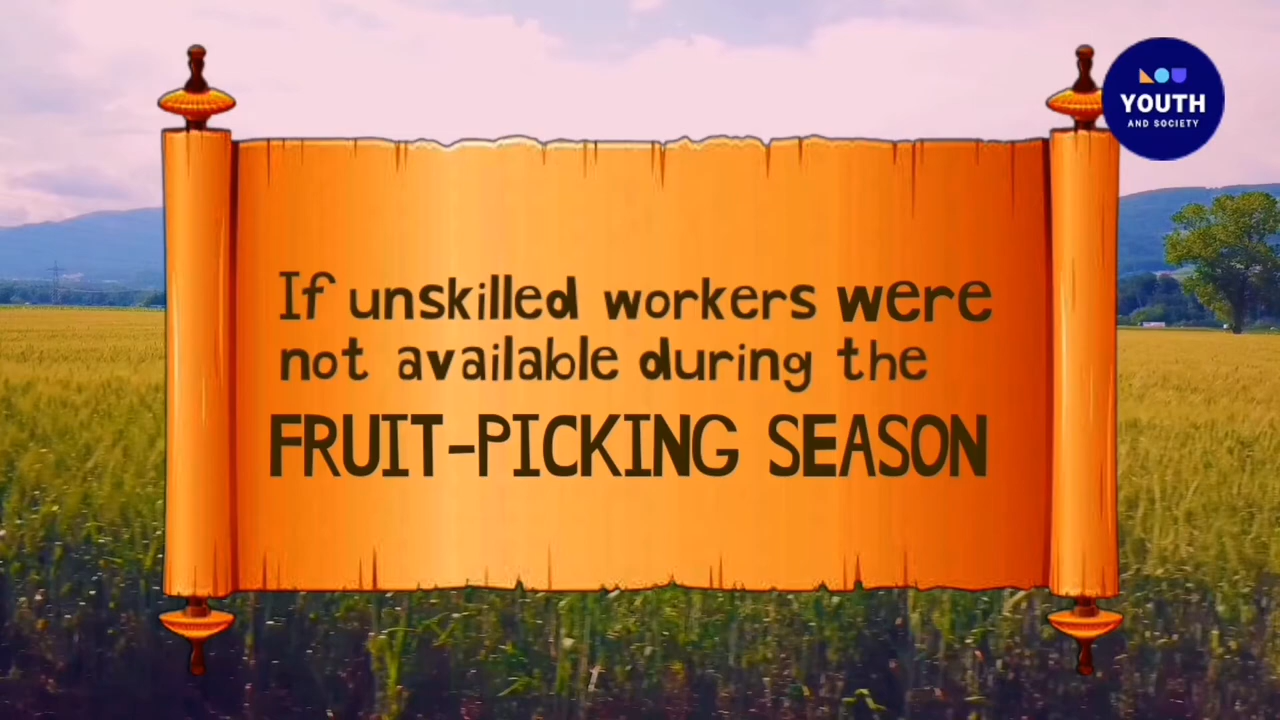 YOUTH
AND SOCIETY
If unskilled workers were
not available during the
FRUIT-PICKING SEASON